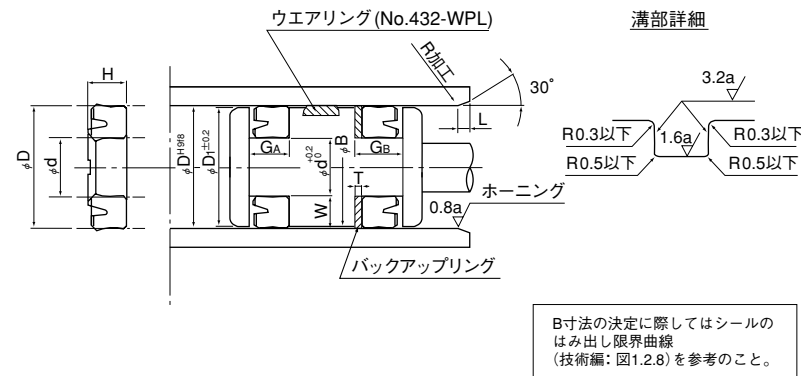 ウエアリング(No.432-WPL)
溝部詳細
H
R加工
30°
3.2a
L
φD
φd
φD H9 f8
φD1 ±0.2
GA
φd +0.2 0
φB
GB
T
W
R0.3以下
1.6a
R0.3以下
R0.5以下
R0.5以下
ホーニング
0.8a
バックアップリング
B寸法の決定に際してはシールの
はみ出し限界曲線
(技術編：図1.2.8)を参考のこと。